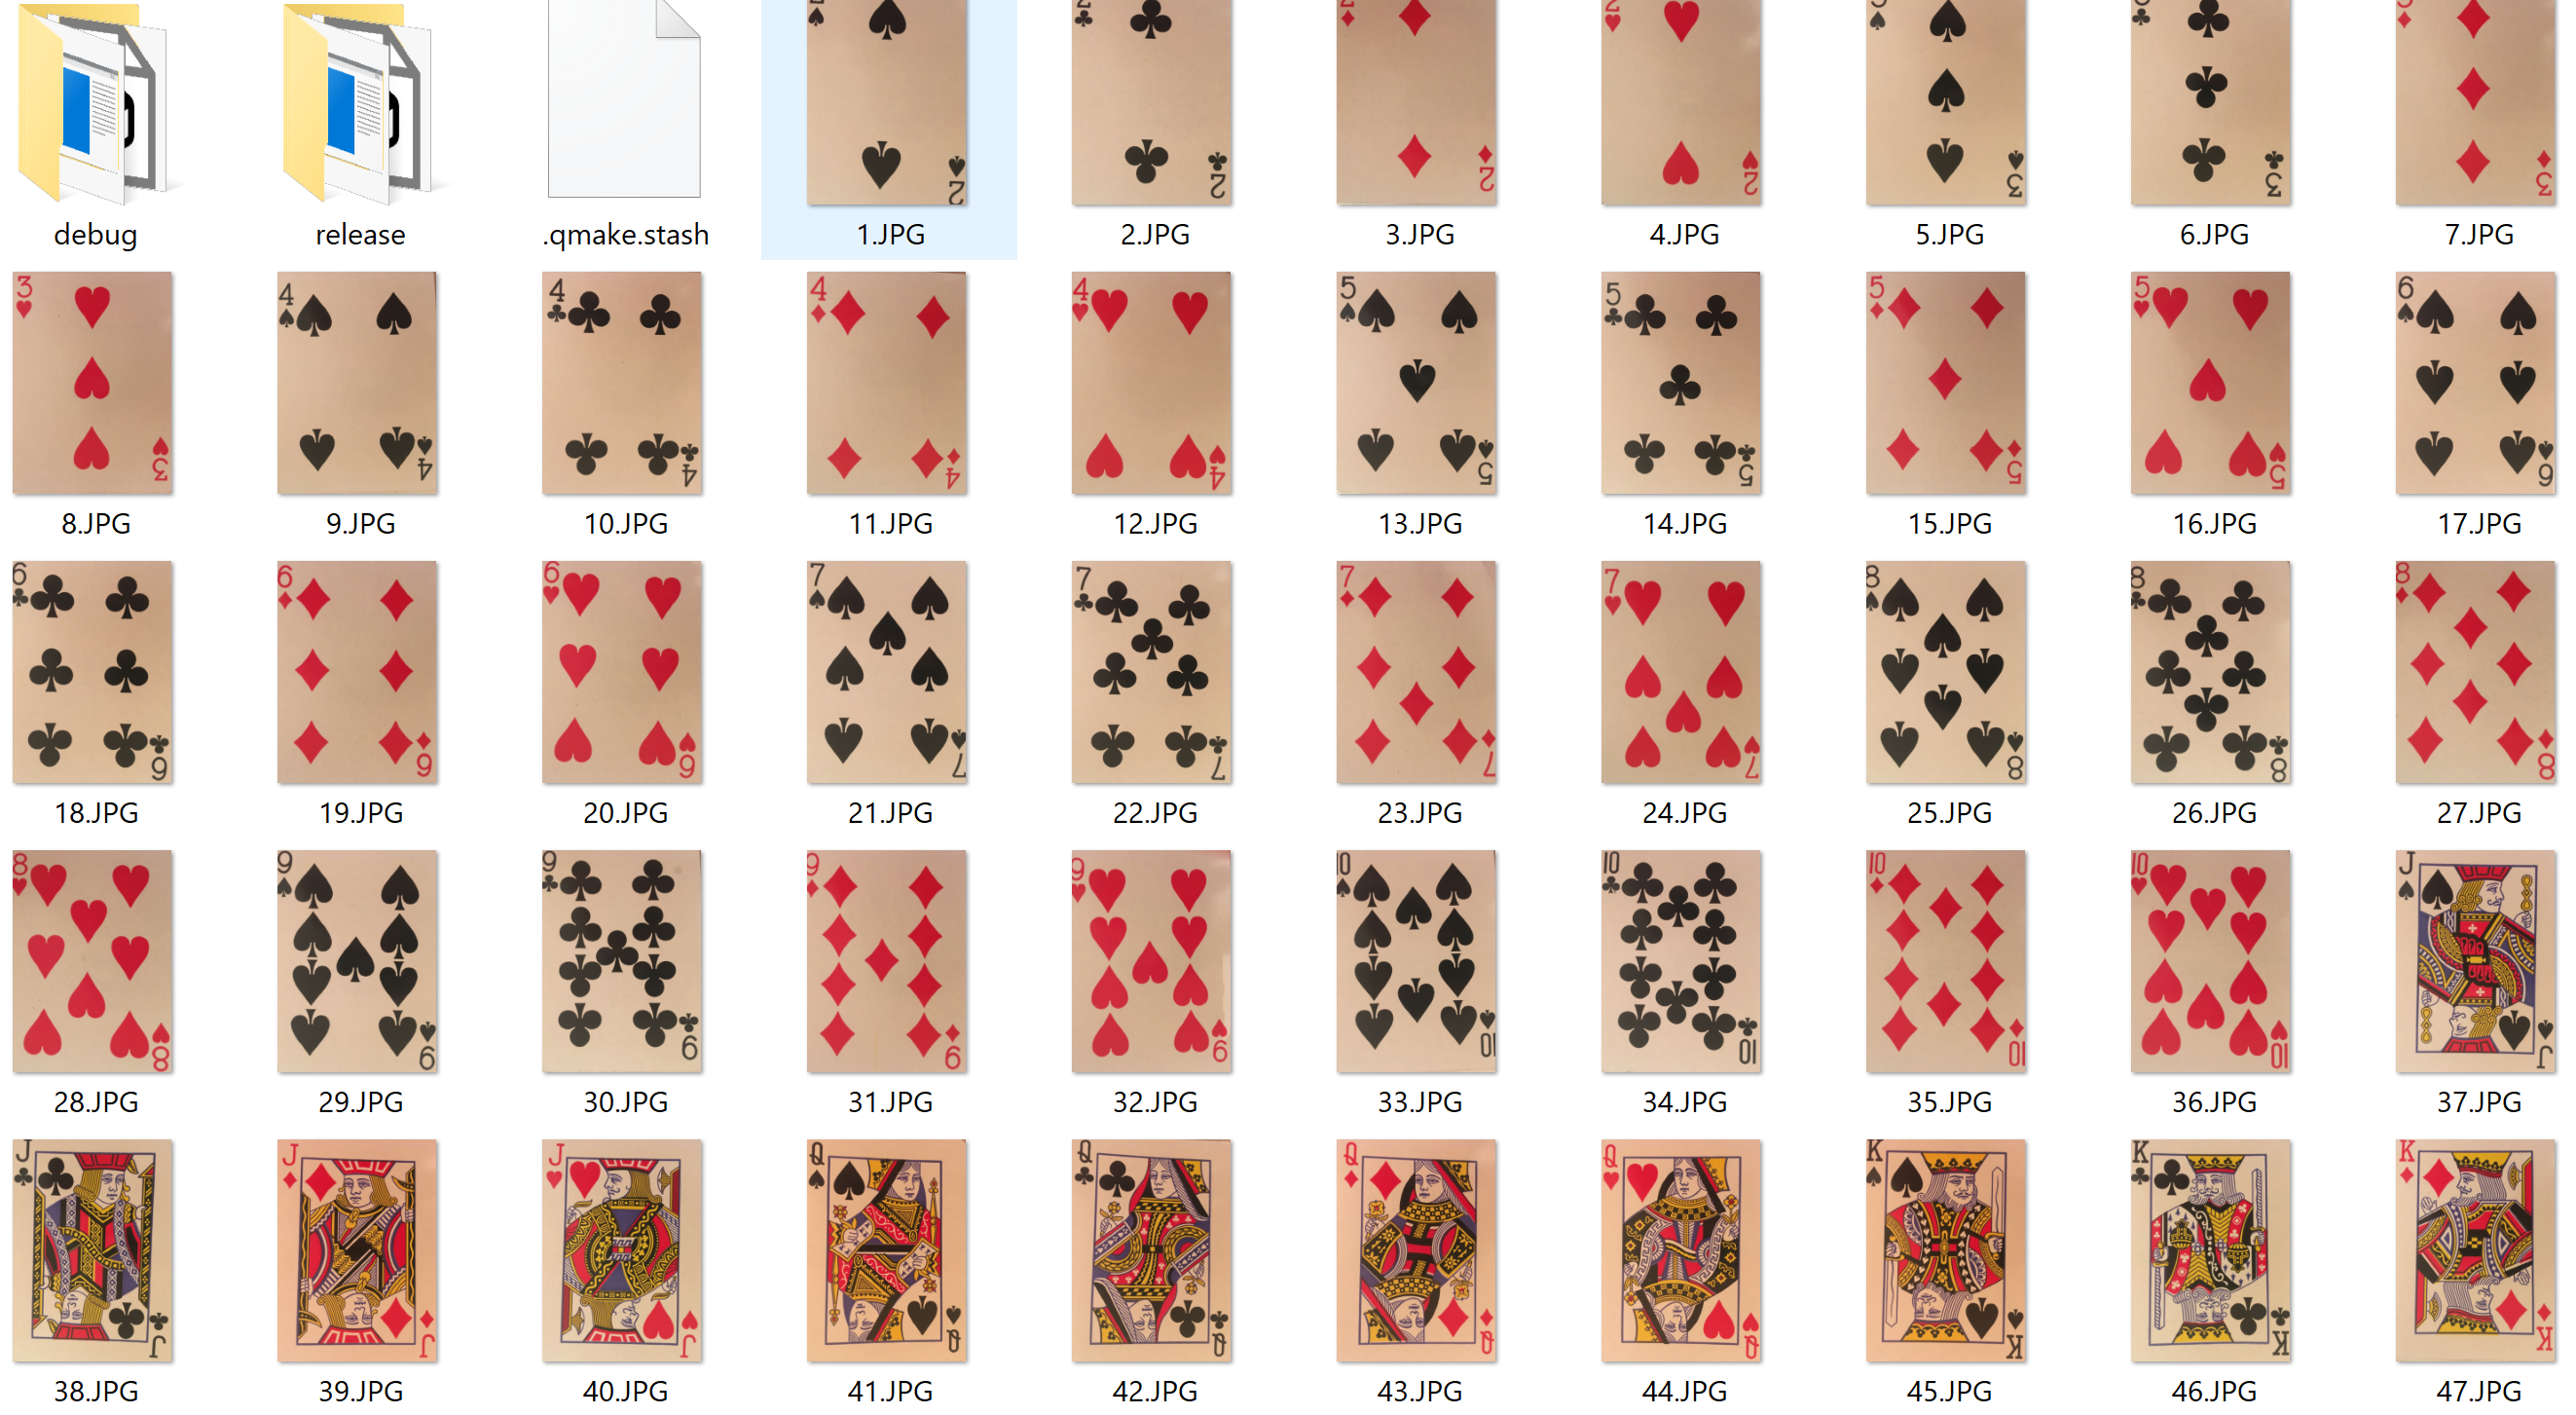 debug release .qmake.stash 1.JPG 2.JPG 3.JPG 4.JPG 5.JPG 6.JPG 7.JPG
8.JPG 9.JPG 10.JPG 11.JPG 12.JPG 13.JPG 14.JPG 15.JPG 16.JPG 17.JPG
18.JPG 19.JPG 20.JPG 21.JPG 22.JPG 23.JPG 24.JPG 25.JPG 26.JPG 27.JPG
28.JPG 29.JPG 30.JPG 31.JPG 32.JPG 33.JPG 34.JPG 35.JPG 36.JPG 37.JPG
38.JPG 39.JPG 40.JPG 41.JPG 42.JPG 43.JPG 44.JPG 45.JPG 46.JPG 47.JPG